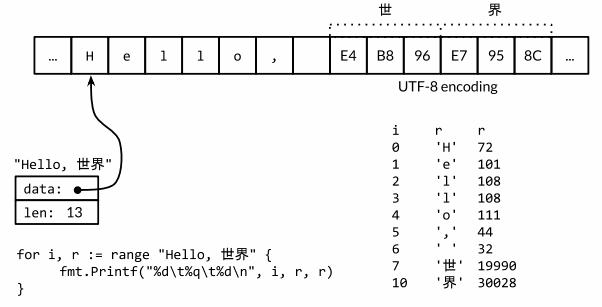 世 界
... H e l l o , E4 B8 96 E7 95 8C ...
UTF-8 encoding
"Hello, 世界"
data:
len: 13
for i, r := range "Hello, 世界" {
fmt.Printf("%d\t%q\t%d\n", i, r, r)
}
i r r
0 'H' 72
1 'e' 101
2 'l' 108
3 'l' 108
4 'o' 111
5 ',' 44
6 ' ' 32
7 '世' 19990
10 '界' 30028